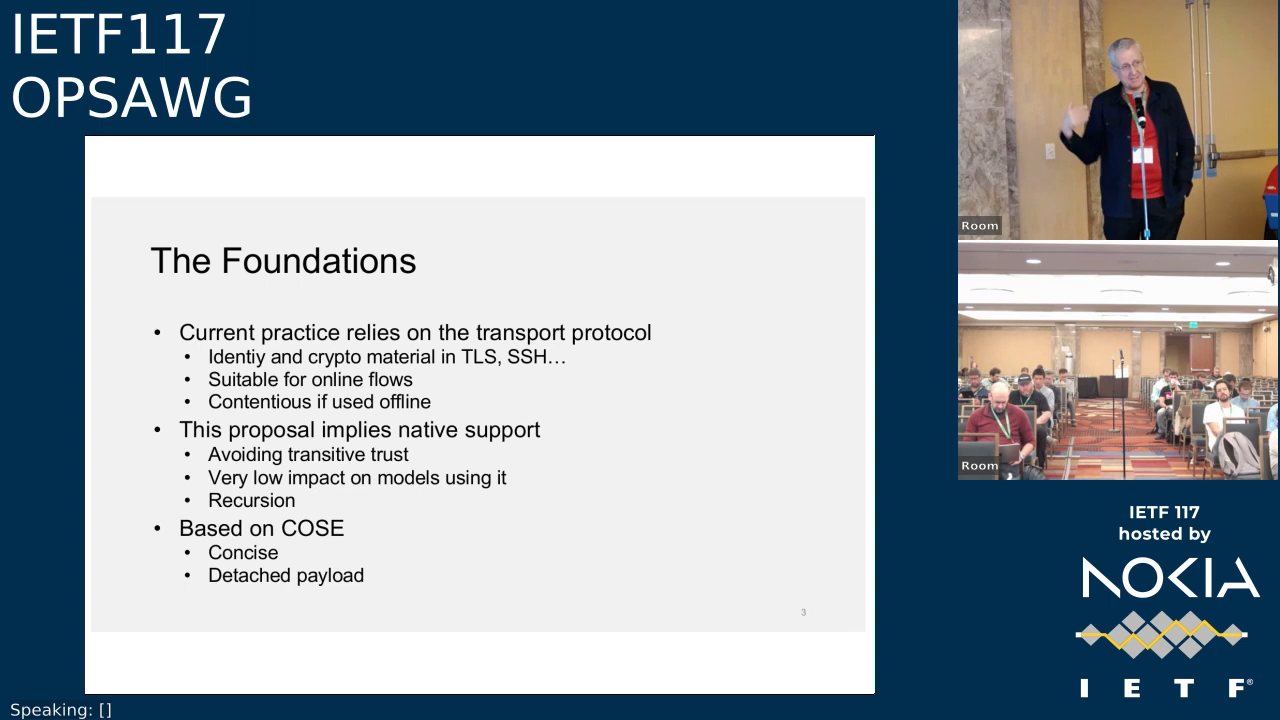 IETF117
OPSAWG
The Foundations
• Current practice relies on the transport protocol
• Identiy and crypto material in TLS, SSH…
• Suitable for online flows
• Contentious if used offline
• This proposal implies native support
• Avoiding transitive trust
• Very low impact on models using it
• Recursion
• Based on COSE
• Concise
• Detached payload
3
Room
Room
IETF 117
hosted by
NOKIA
I E T F®
Speaking: []